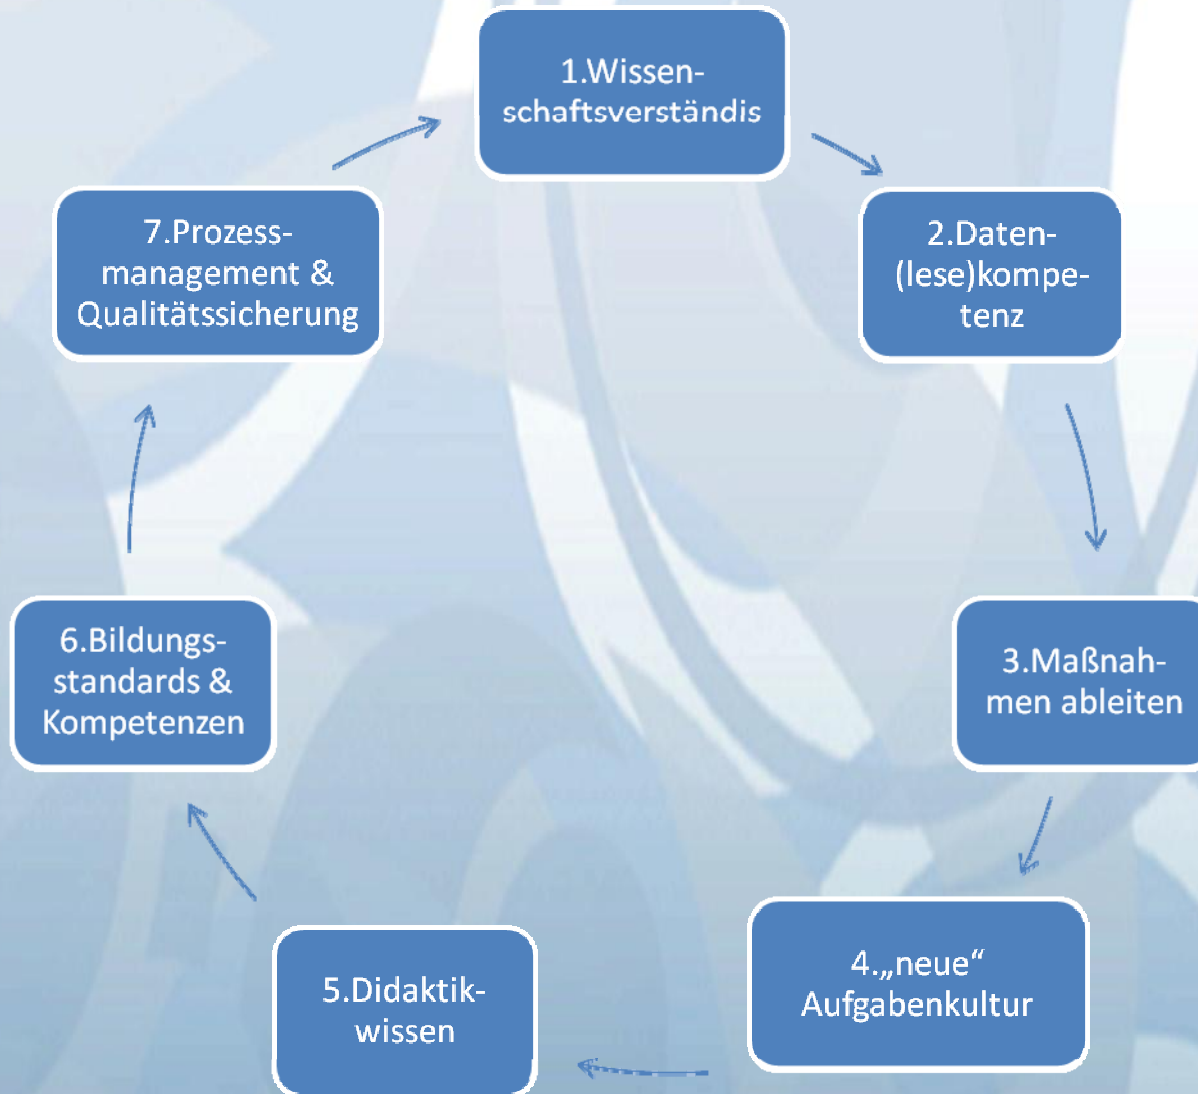 1.Wissen-
schaftsverständis
2.Daten-
(lese)kompe-
tenz
3.Maßnah-
men ableiten
4.„neue“
Aufgabenkultur
5.Didaktik-
wissen
6.Bildungs-
standards &
Kompetenzen
7.Prozess-
management &
Qualitätssicherung